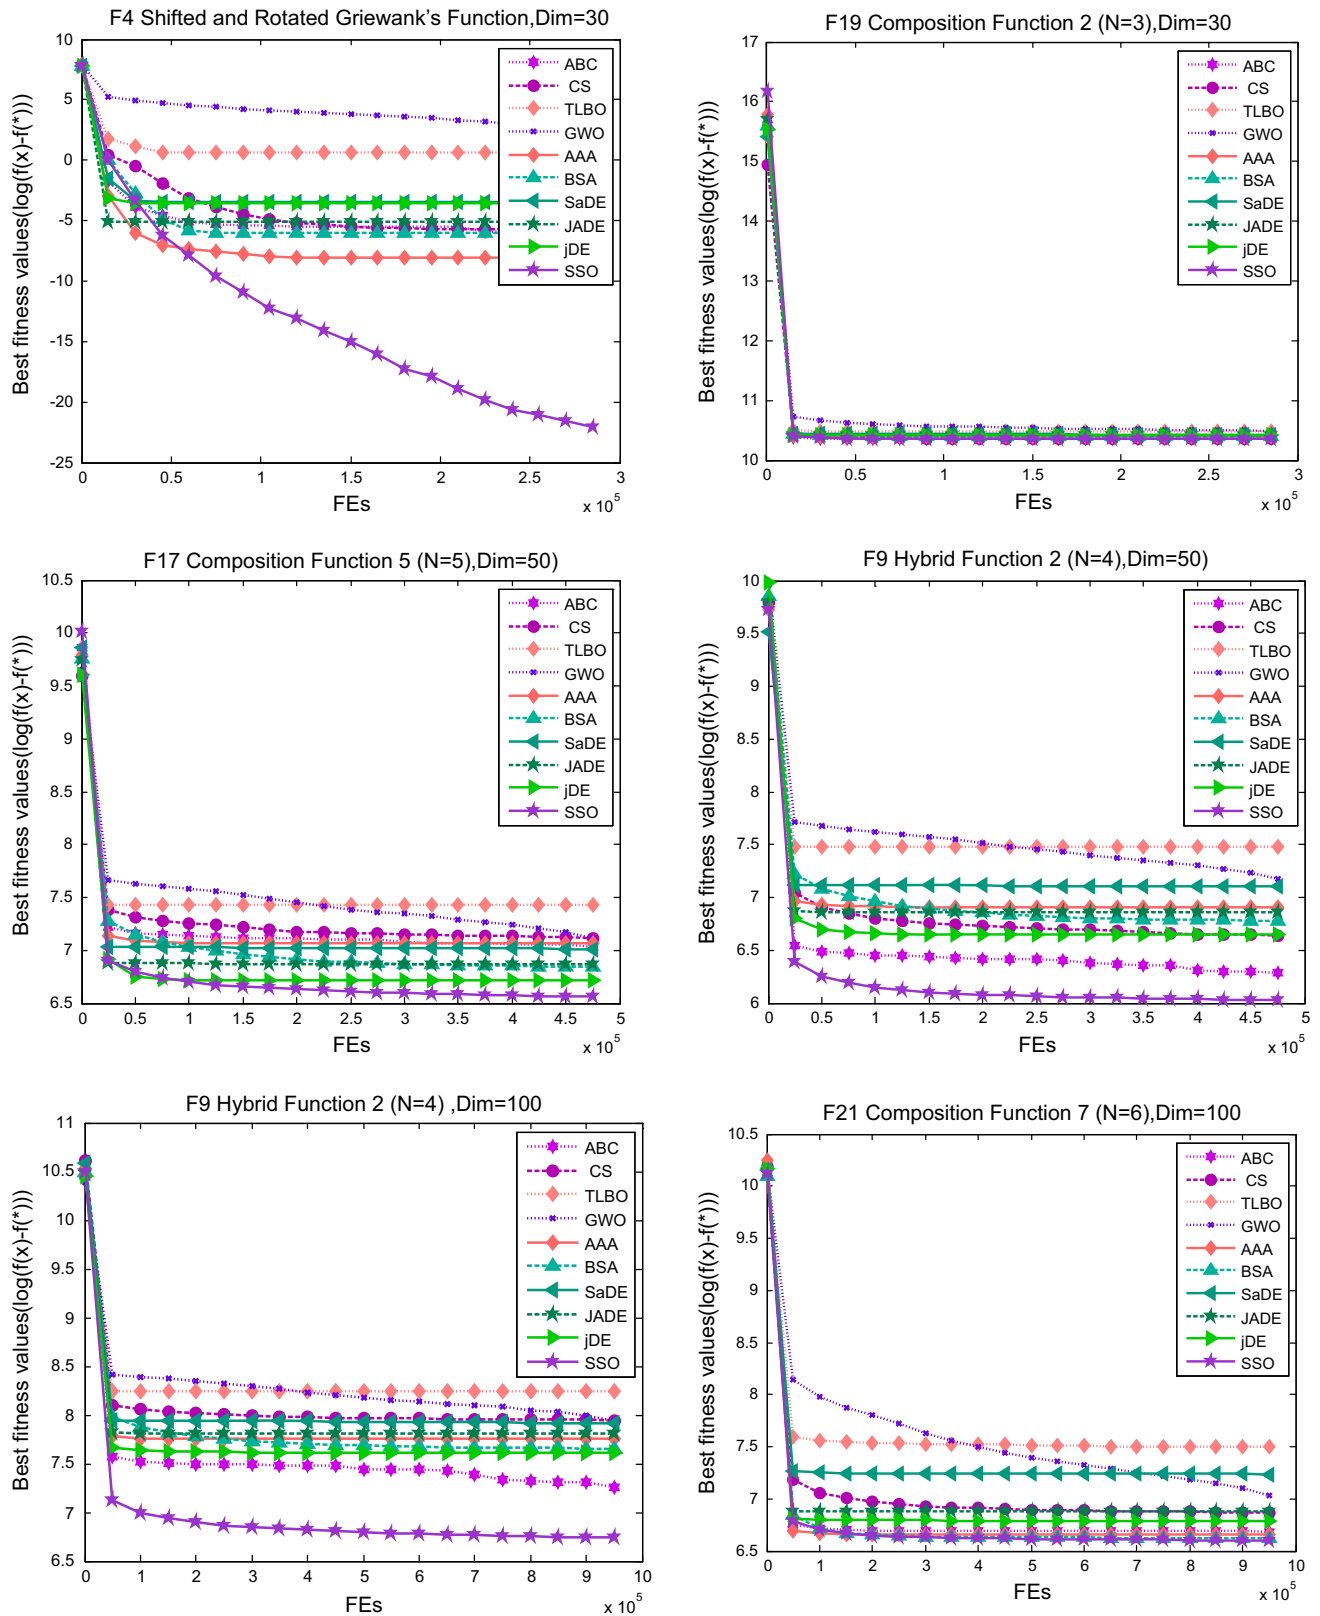 F4 Shifted and Rotated Griewank's Function,Dim=30
Best fitness values(log(f(x)-f(*)))
10
5
0
-5
-10
-15
-20
-25
ABC
CS
TLBO
GWO
AAA
BSA
SaDE
JADE
jDE
SSO
0 0.5 1 1.5 2 2.5 3
FEs
x 10^5
F19 Composition Function 2 (N=3),Dim=30
Best fitness values(log(f(x)-f(*)))
17
16
15
14
13
12
11
10
ABC
CS
TLBO
GWO
AAA
BSA
SaDE
JADE
jDE
SSO
0 0.5 1 1.5 2 2.5 3
FEs
x 10^5
F17 Composition Function 5 (N=5),Dim=50)
Best fitness values(log(f(x)-f(*)))
10.5
10
9.5
9
8.5
8
7.5
7
6.5
ABC
CS
TLBO
GWO
AAA
BSA
SaDE
JADE
jDE
SSO
0 0.5 1 1.5 2 2.5 3 3.5 4 4.5 5
FEs
x 10^5
F9 Hybrid Function 2 (N=4),Dim=50)
Best fitness values(log(f(x)-f(*)))
10
9.5
9
8.5
8
7.5
7
6.5
6
ABC
CS
TLBO
GWO
AAA
BSA
SaDE
JADE
jDE
SSO
0 0.5 1 1.5 2 2.5 3 3.5 4 4.5 5
FEs
x 10^5
F9 Hybrid Function 2 (N=4) ,Dim=100
Best fitness values(log(f(x)-f(*)))
11
10.5
10
9.5
9
8.5
8
7.5
7
6.5
ABC
CS
TLBO
GWO
AAA
BSA
SaDE
JADE
jDE
SSO
0 1 2 3 4 5 6 7 8 9 10
FEs
x 10^5
F21 Composition Function 7 (N=6),Dim=100
Best fitness values(log(f(x)-f(*)))
10.5
10
9.5
9
8.5
8
7.5
7
6.5
ABC
CS
TLBO
GWO
AAA
BSA
SaDE
JADE
jDE
SSO
0 1 2 3 4 5 6 7 8 9 10
FEs
x 10^5